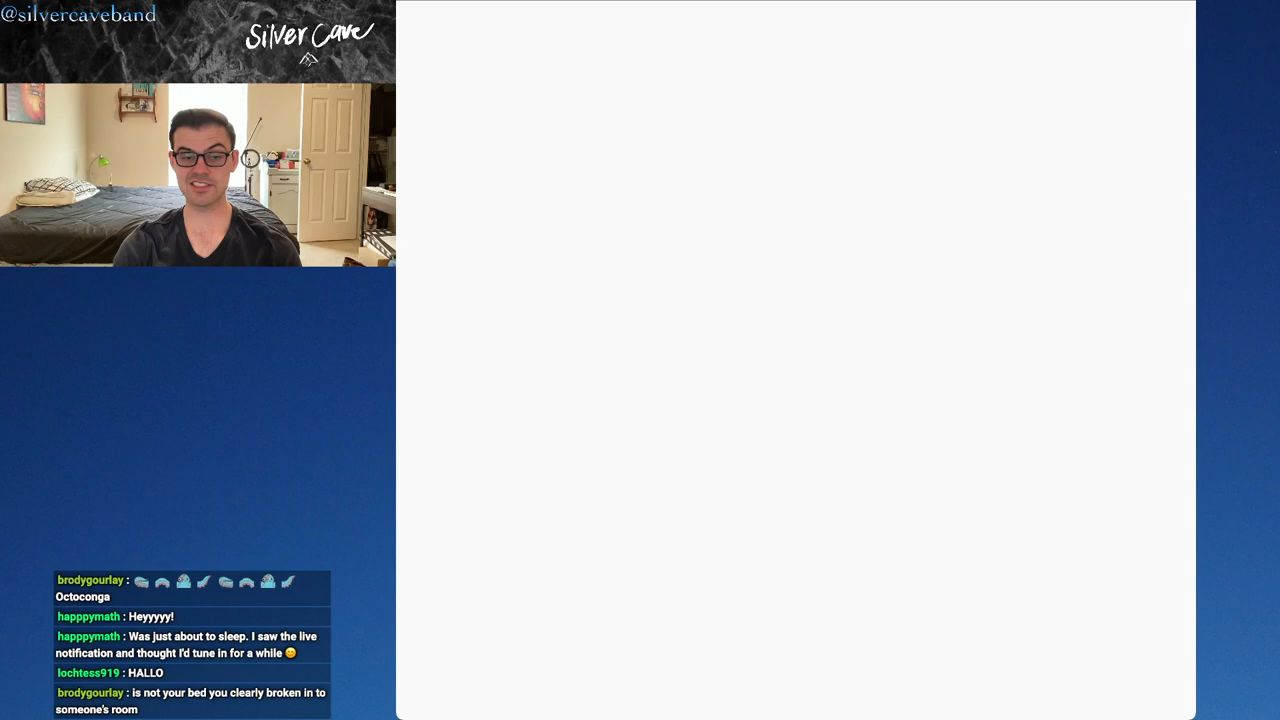 @silvercaveband
Silver Cave
brodygourlay :
Octoconga
happpymath : Heyyyyy!
happpymath : Was just about to sleep. I saw the live
notification and thought I'd tune in for a while 😊
lochtess919 : HALLO
brodygourlay : is not your bed you clearly broken in to
someone's room